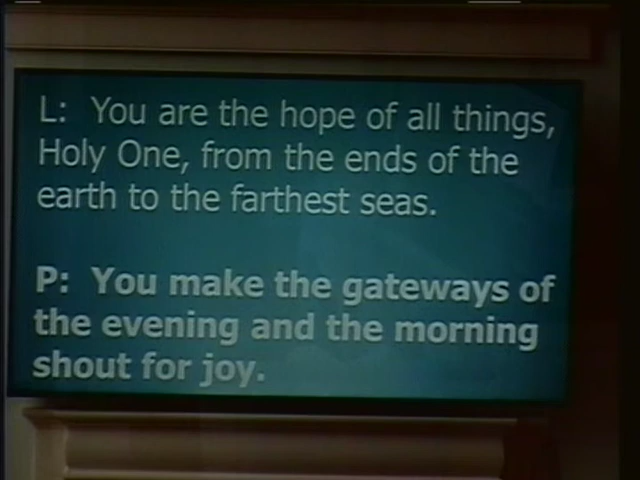 L: You are the hope of all things,
Holy One, from the ends of the
earth to the farthest seas.
P: You make the gateways of
the evening and the morning
shout for joy.